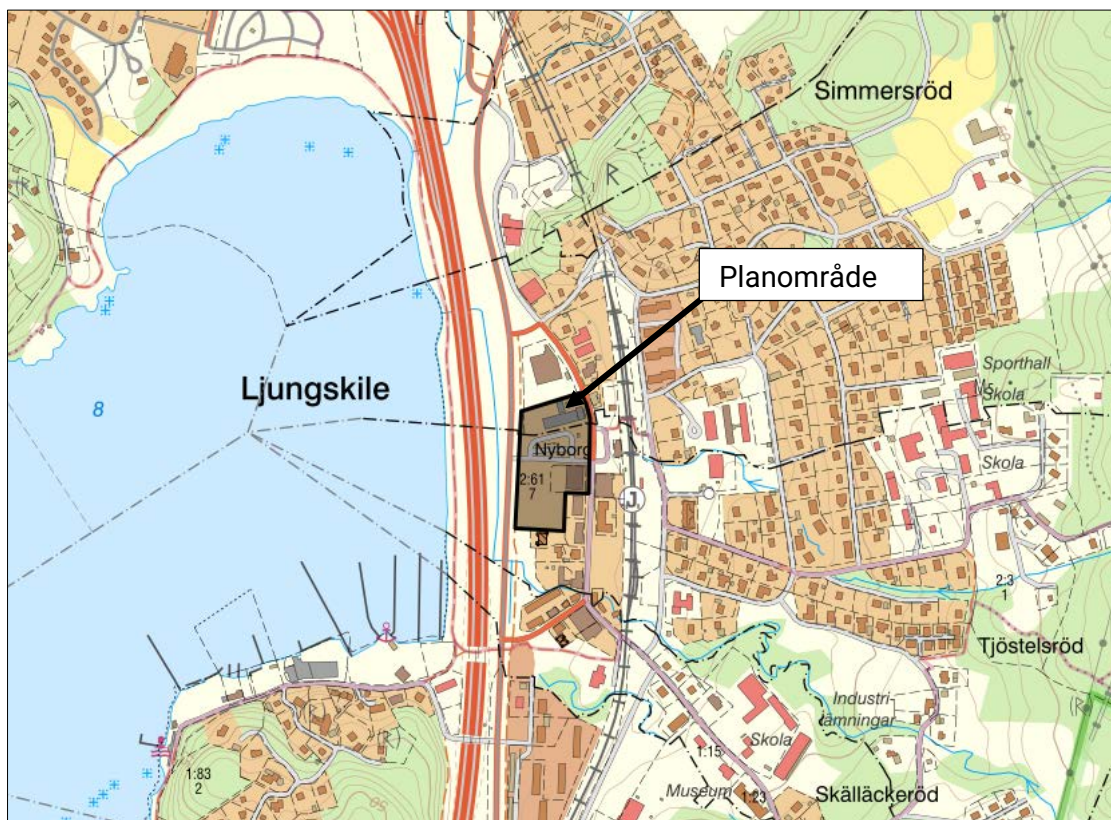 Simmersröd
R
(R
Planområde
Ljungskile
8
Sporthall
Skola
Nyborg
Skola
2:61
7
J
2:3
1
Tjöstelsröd
Industri-
lämningar
(R
R
(R)
Skola
1:15
1:83
2
Museum
1:23
Skälläckeröd
50